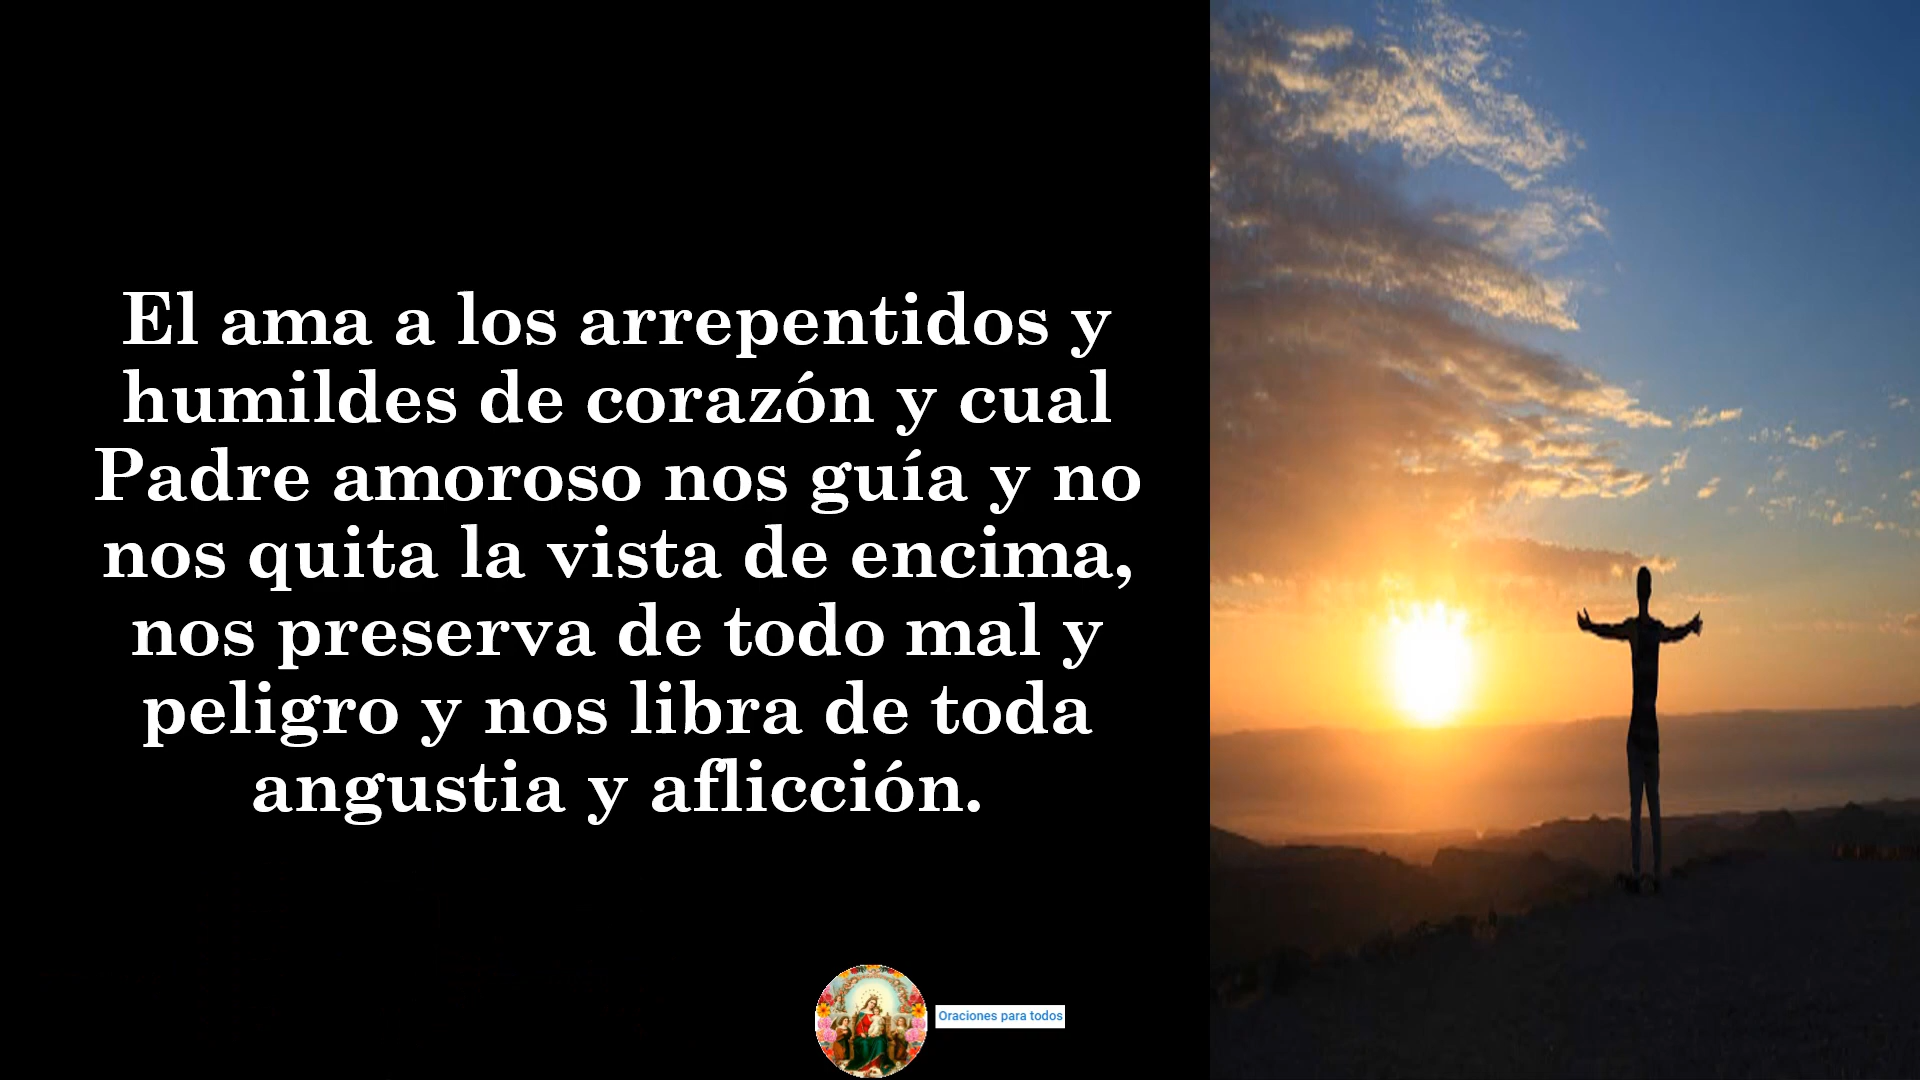 El ama a los arrepentidos y
humildes de corazón y cual
Padre amoroso nos guía y no
nos quita la vista de encima,
nos preserva de todo mal y
peligro y nos libra de toda
angustia y aflicción.
Oraciones para todos